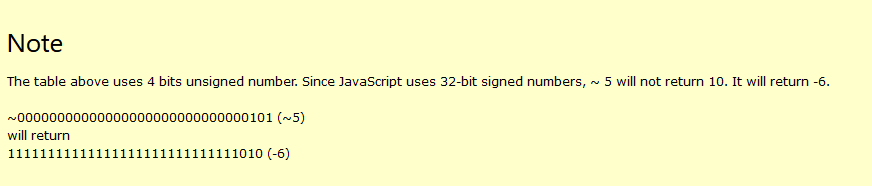 Note
The table above uses 4 bits unsigned number. Since JavaScript uses 32-bit signed numbers, ~ 5 will not return 10. It will return -6.
~00000000000000000000000000000101 (~5)
will return
11111111111111111111111111111010 (-6)